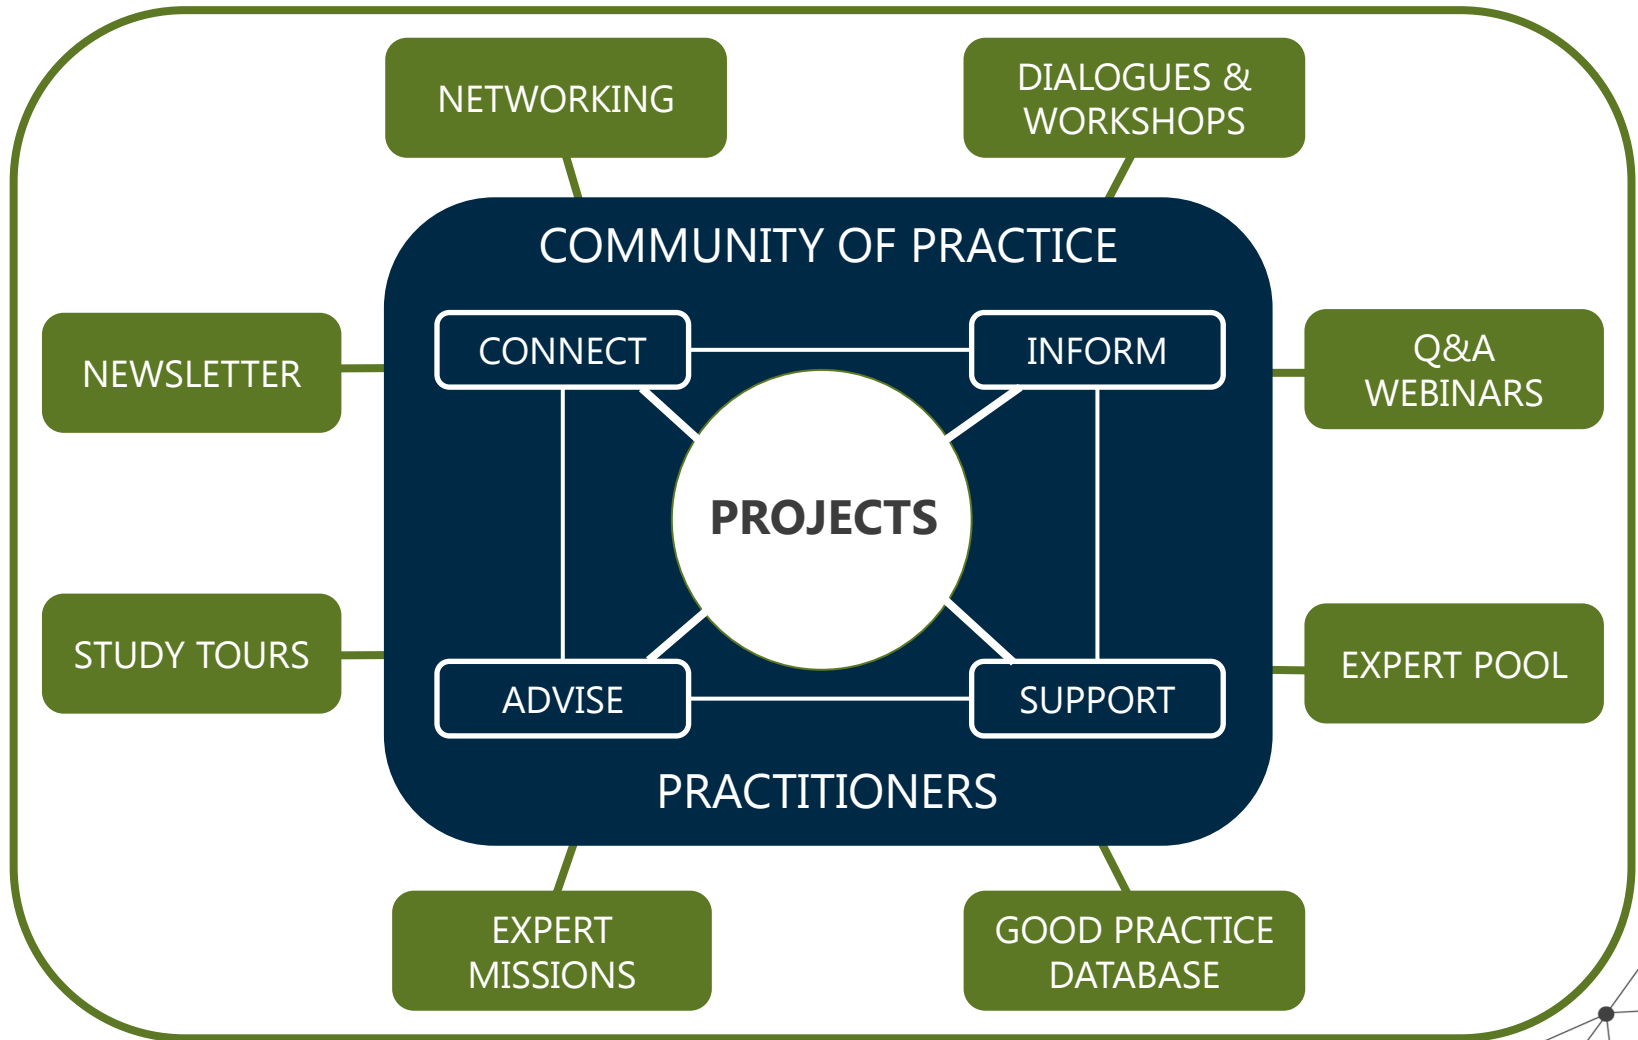 NETWORKING
DIALOGUES &
WORKSHOPS
COMMUNITY OF PRACTICE
NEWSLETTER
CONNECT
INFORM
Q&A
WEBINARS
PROJECTS
STUDY TOURS
ADVISE
SUPPORT
EXPERT POOL
PRACTITIONERS
EXPERT
MISSIONS
GOOD PRACTICE
DATABASE